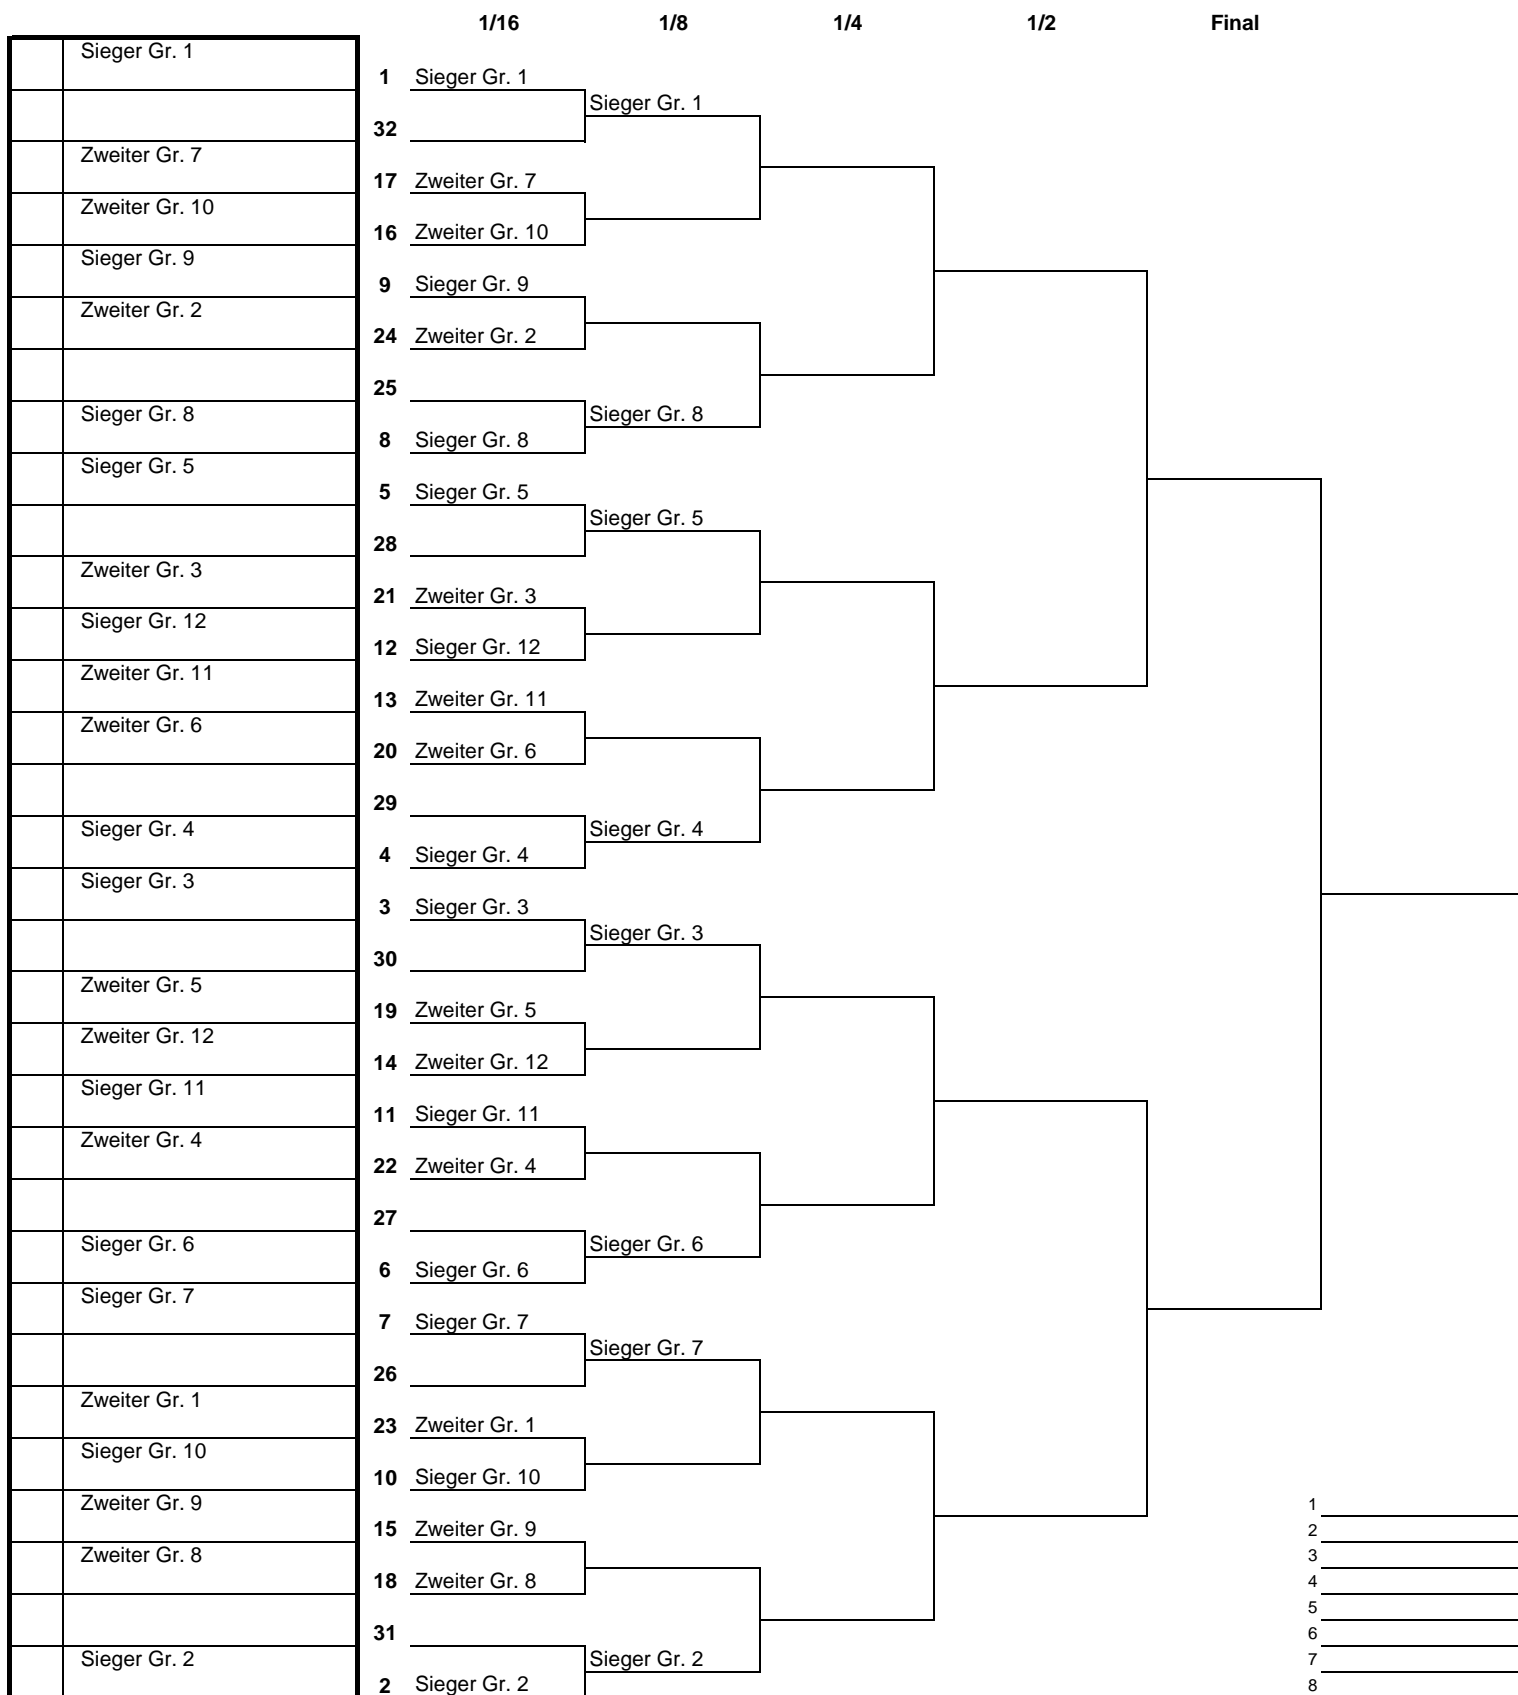 1/16 1/8 1/4 1/2 Final
Sieger Gr. 1
1 Sieger Gr. 1
Sieger Gr. 1
32
Zweiter Gr. 7
17 Zweiter Gr. 7
Zweiter Gr. 10
16 Zweiter Gr. 10
Sieger Gr. 9
9 Sieger Gr. 9
Zweiter Gr. 2
24 Zweiter Gr. 2
25
Sieger Gr. 8 Sieger Gr. 8
8 Sieger Gr. 8
Sieger Gr. 5
5 Sieger Gr. 5
Sieger Gr. 5
28
Zweiter Gr. 3
21 Zweiter Gr. 3
Sieger Gr. 12
12 Sieger Gr. 12
Zweiter Gr. 11
13 Zweiter Gr. 11
Zweiter Gr. 6
20 Zweiter Gr. 6
29
Sieger Gr. 4 Sieger Gr. 4
4 Sieger Gr. 4
Sieger Gr. 3
3 Sieger Gr. 3
Sieger Gr. 3
30
Zweiter Gr. 5
19 Zweiter Gr. 5
Zweiter Gr. 12
14 Zweiter Gr. 12
Sieger Gr. 11
11 Sieger Gr. 11
Zweiter Gr. 4
22 Zweiter Gr. 4
27
Sieger Gr. 6 Sieger Gr. 6
6 Sieger Gr. 6
Sieger Gr. 7
7 Sieger Gr. 7
Sieger Gr. 7
26
Zweiter Gr. 1
23 Zweiter Gr. 1
Sieger Gr. 10
10 Sieger Gr. 10
Zweiter Gr. 9 1
15 Zweiter Gr. 9 2
Zweiter Gr. 8 3
18 Zweiter Gr. 8 4
5
31 6
Sieger Gr. 2 Sieger Gr. 2 7
2 Sieger Gr. 2 8